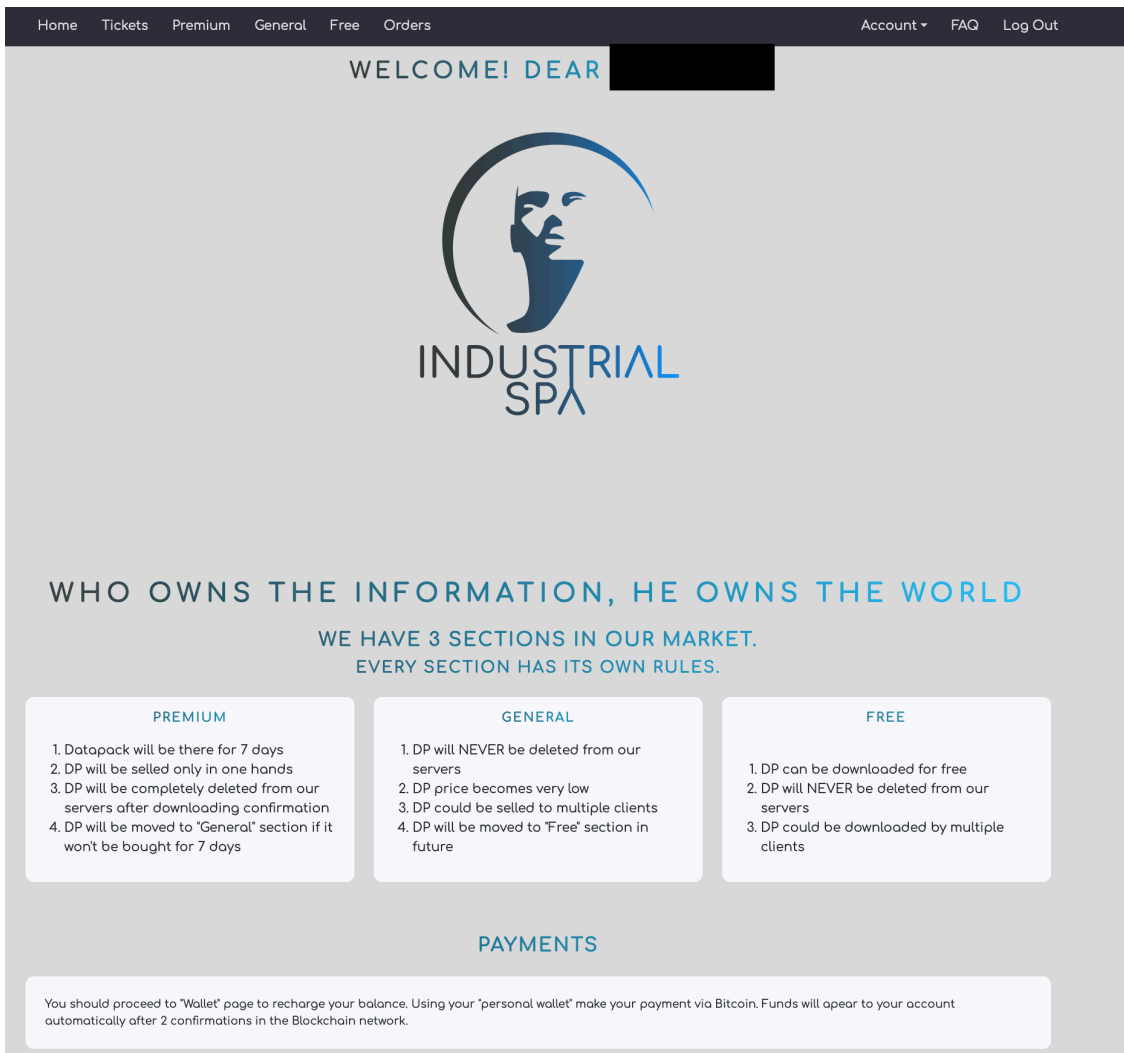 Home Tickets Premium General Free Orders Account FAQ Log Out
WELCOME! DEAR
INDUSTRIAL
SPY
WHO OWNS THE INFORMATION, HE OWNS THE WORLD
WE HAVE 3 SECTIONS IN OUR MARKET.
EVERY SECTION HAS ITS OWN RULES.
PREMIUM
1. Datapack will be there for 7 days
2. DP will be selled only in one hands
3. DP will be completely deleted from our
servers after downloading confirmation
4. DP will be moved to "General" section if it
won't be bought for 7 days
GENERAL
1. DP will NEVER be deleted from our
servers
2. DP price becomes very low
3. DP could be selled to multiple clients
4. DP will be moved to "Free" section in
future
FREE
1. DP can be downloaded for free
2. DP will NEVER be deleted from our
servers
3. DP could be downloaded by multiple
clients
PAYMENTS
You should proceed to "Wallet" page to recharge your balance. Using your "personal wallet" make your payment via Bitcoin. Funds will apear to your account
automatically after 2 confirmations in the Blockchain network.